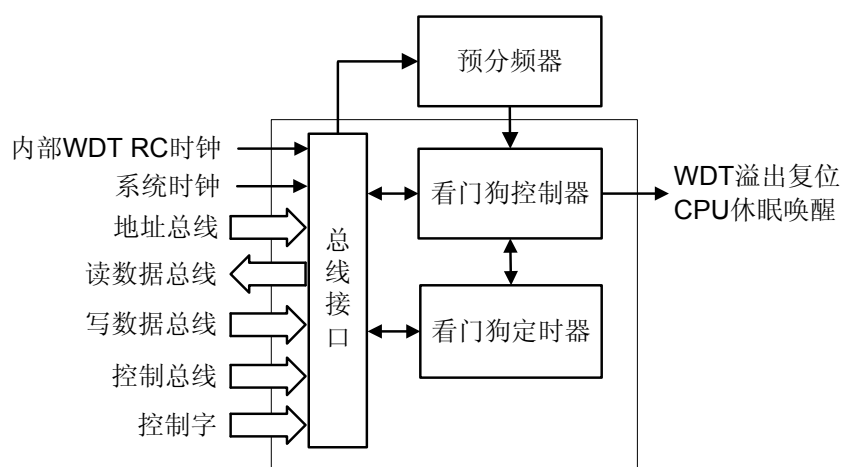 预分频器
内部WDT RC时钟
系统时钟
地址总线
读数据总线
写数据总线
控制总线
控制字
总线接口
看门狗控制器
看门狗定时器
WDT溢出复位
CPU休眠唤醒